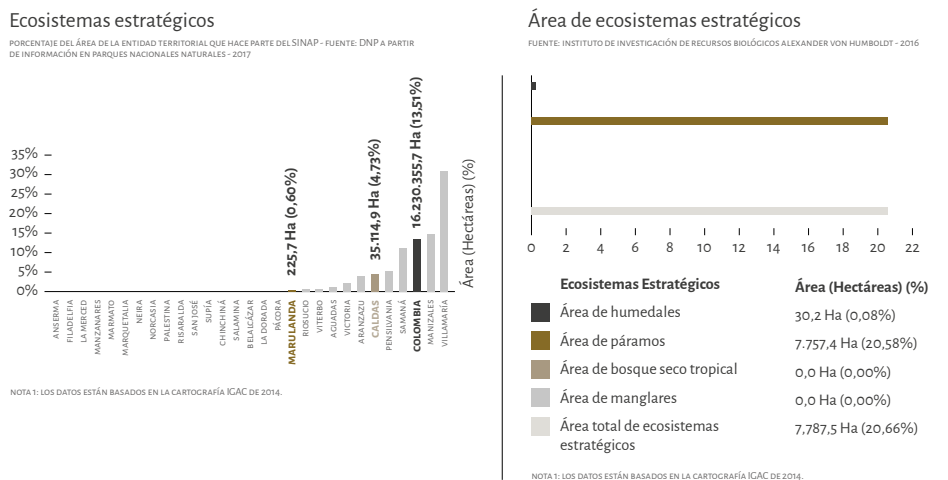 Ecosistemas estratégicos
PORCENTAJE DEL ÁREA DE LA ENTIDAD TERRITORIAL QUE HACE PARTE DEL SINAP - FUENTE: DNP A PARTIR
DE INFORMACIÓN EN PARQUES NACIONALES NATURALES - 2017
35%
30%
25%
20%
15%
10%
5%
0%
225,7 Ha (0,60%)
35.114,9 Ha (4,73%)
16.230.355,7 Ha (13,51%)
Área (Hectáreas) (%)
ANSERMA
FILADELFIA
LA MERCED
MANZANARES
MARMATO
MARQUETALIA
NEIRA
NORCASIA
PALESTINA
RISARALDA
SAN JOSÉ
SUPÍA
CHINCHINÁ
SALAMINA
BELALCÁZAR
LA DORADA
PÁCORA
MARULANDA
RIOSUCIO
VITERBO
AGUADAS
VICTORIA
ARANZAZU
CALDAS
PENSILVANIA
SAMANÁ
COLOMBIA
MANIZALES
VILLAMARÍA
NOTA 1: LOS DATOS ESTÁN BASADOS EN LA CARTOGRAFÍA IGAC DE 2014.
Área de ecosistemas estratégicos
FUENTE: INSTITUTO DE INVESTIGACIÓN DE RECURSOS BIOLÓGICOS ALEXANDER VON HUMBOLDT - 2016
0 2 4 6 8 10 12 14 16 18 20 22
Ecosistemas Estratégicos Área (Hectáreas) (%)
Área de humedales 30,2 Ha (0,08%)
Área de páramos 7.757,4 Ha (20,58%)
Área de bosque seco tropical 0,0 Ha (0,00%)
Área de manglares 0,0 Ha (0,00%)
Área total de ecosistemas 7,787,5 Ha (20,66%)
estratégicos
NOTA 1: LOS DATOS ESTÁN BASADOS EN LA CARTOGRAFÍA IGAC DE 2014.